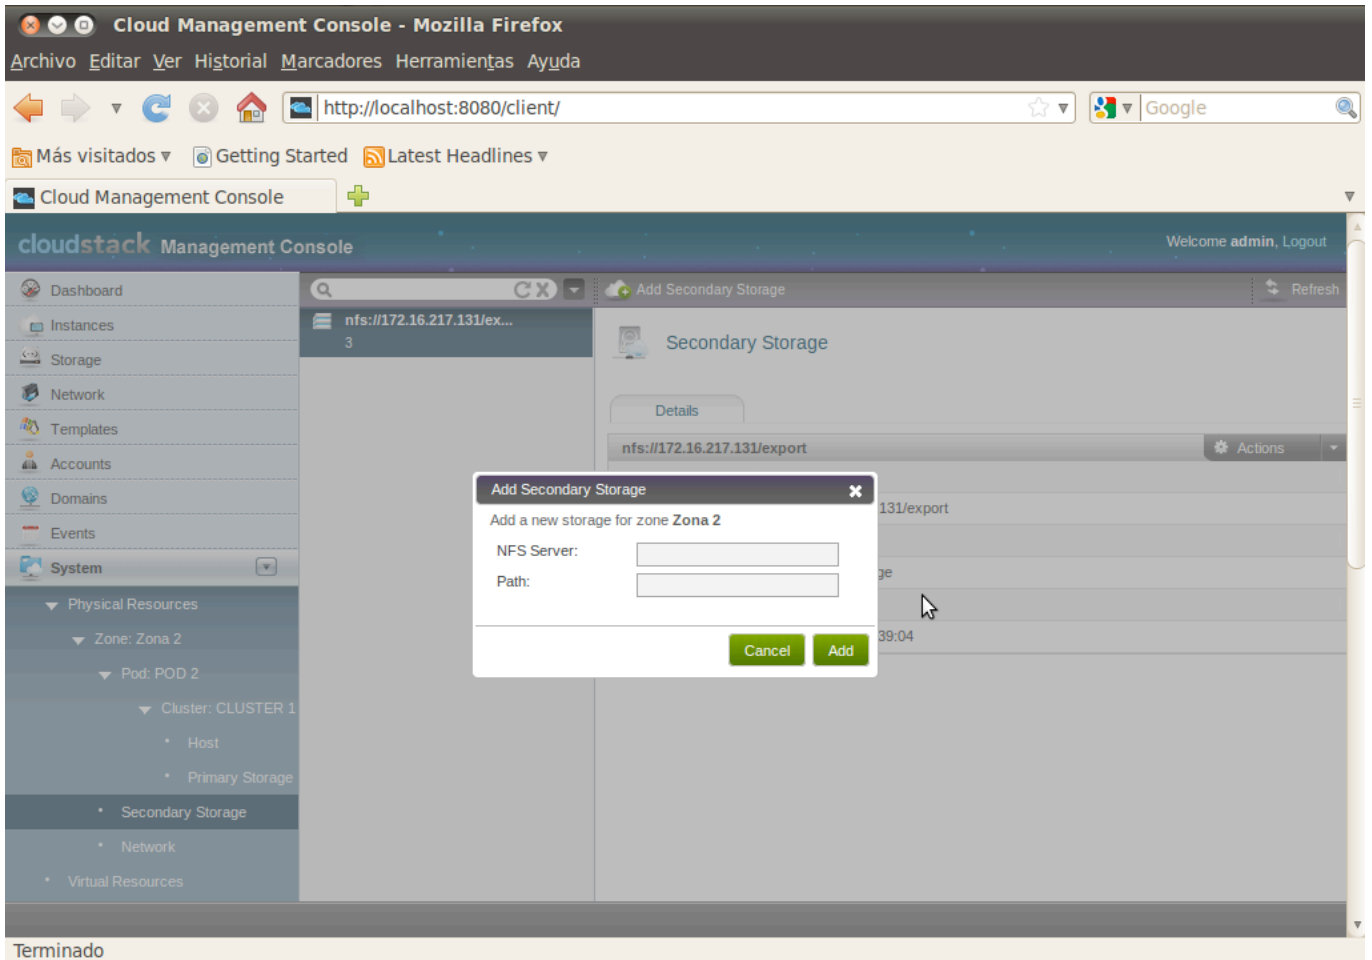 Cloud Management Console - Mozilla Firefox
Archivo Editar Ver Historial Marcadores Herramientas Ayuda
http://localhost:8080/client/
Google
Más visitados
Getting Started
Latest Headlines
Cloud Management Console
cloudstack Management Console
Welcome admin, Logout
Dashboard
Instances
Storage
Network
Templates
Accounts
Domains
Events
System
Physical Resources
Zone: Zona 2
Pod: POD 2
Cluster: CLUSTER 1
Host
Primary Storage
Secondary Storage
Network
Virtual Resources
nfs://172.16.217.131/ex...
3
Add Secondary Storage
Refresh
Secondary Storage
Details
nfs://172.16.217.131/export
Actions
131/export
ge
39:04
Add Secondary Storage
Add a new storage for zone Zona 2
NFS Server:
Path:
Cancel
Add
Terminado